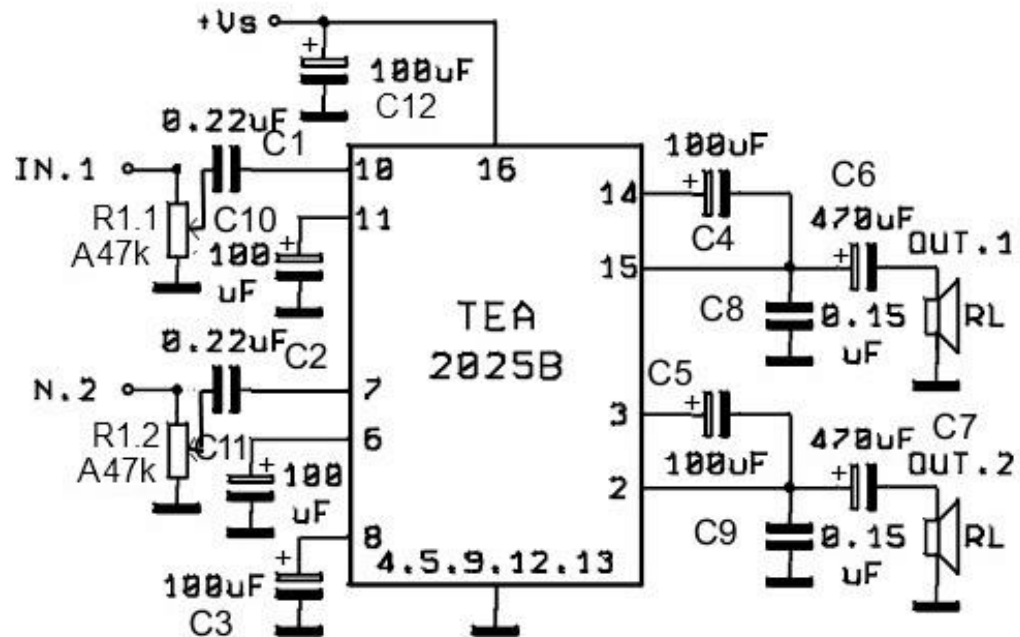 +Vs
+
100uF
C12
0.22uF
C1
IN.1
10
16
R1.1
A47k
C10
11
+
100
uF
14
100uF
+
C4
C6
470uF
OUT.1
15
+
C8
0.15
uF
RL
TEA
2025B
0.22uF
C2
N.2
7
R1.2
A47k
C11
6
+
100
uF
C5
3
+
100uF
470uF
C7
OUT.2
2
+
C9
0.15
uF
RL
8
+
100uF
C3
4.5.9.12.13